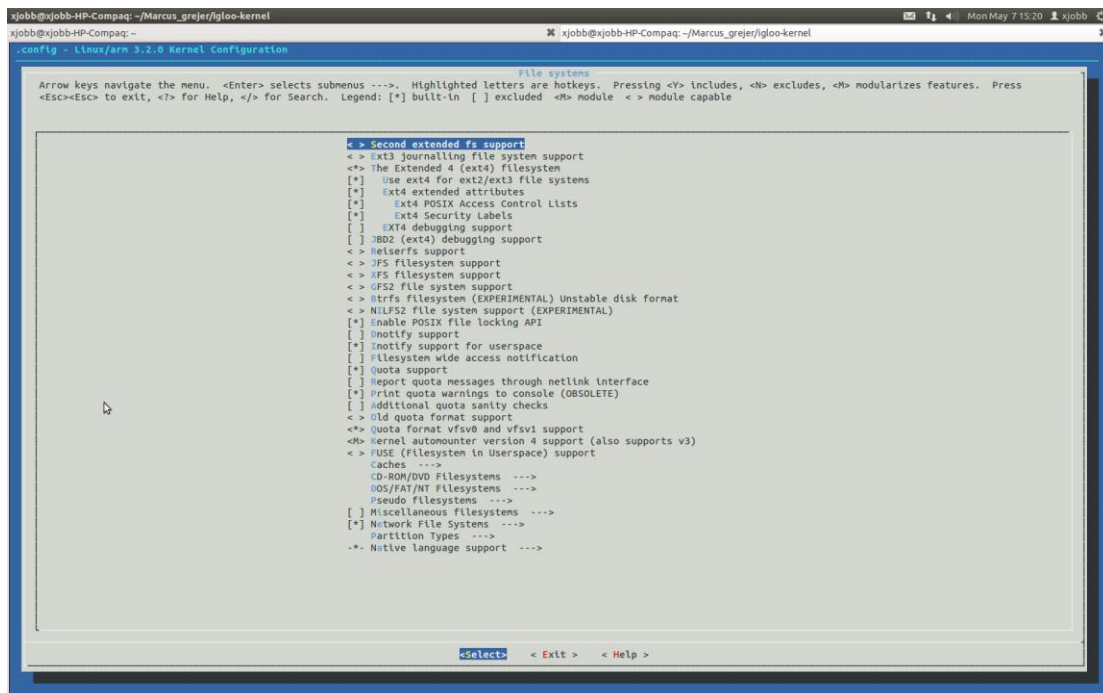 xjobb@xjobb-HP-Compaq: ~/Marcus_grejer/igloo-kernel Mon May 7 15:20 xjobb
xjobb@xjobb-HP-Compaq: ~ xjobb@xjobb-HP-Compaq: ~/Marcus_grejer/igloo-kernel
.config - Linux/arm 3.2.0 Kernel Configuration
File systems
Arrow keys navigate the menu. <Enter> selects submenus --->. Highlighted letters are hotkeys. Pressing <Y> includes, <N> excludes, <M> modularizes features. Press
<Esc><Esc> to exit, <?> for Help, </> for Search. Legend: [*] built-in [ ] excluded <M> module < > module capable
< > Second extended fs support
< > Ext3 journalling file system support
<*> The Extended 4 (ext4) filesystem
[*] Use ext4 for ext2/ext3 file systems
[*] Ext4 extended attributes
[*] Ext4 POSIX Access Control Lists
[*] Ext4 Security Labels
[ ] EXT4 debugging support
[ ] JBD2 (ext4) debugging support
< > Reiserfs support
< > JFS filesystem support
< > XFS filesystem support
< > GFS2 file system support
< > Btrfs filesystem (EXPERIMENTAL) Unstable disk format
< > NILFS2 file system support (EXPERIMENTAL)
[*] Enable POSIX file locking API
[ ] Dnotify support
[*] Inotify support for userspace
[ ] Filesystem wide access notification
[*] Quota support
[ ] Report quota messages through netlink interface
[*] Print quota warnings to console (OBSOLETE)
[ ] Additional quota sanity checks
< > Old quota format support
<*> Quota format vfsv0 and vfsv1 support
<M> Kernel automounter version 4 support (also supports v3)
< > FUSE (Filesystem in Userspace) support
Caches --->
CD-ROM/DVD Filesystems --->
DOS/FAT/NT Filesystems --->
Pseudo filesystems --->
[ ] Miscellaneous filesystems --->
[*] Network File Systems --->
Partition Types --->
-*- Native language support --->
<Select> < Exit > < Help >